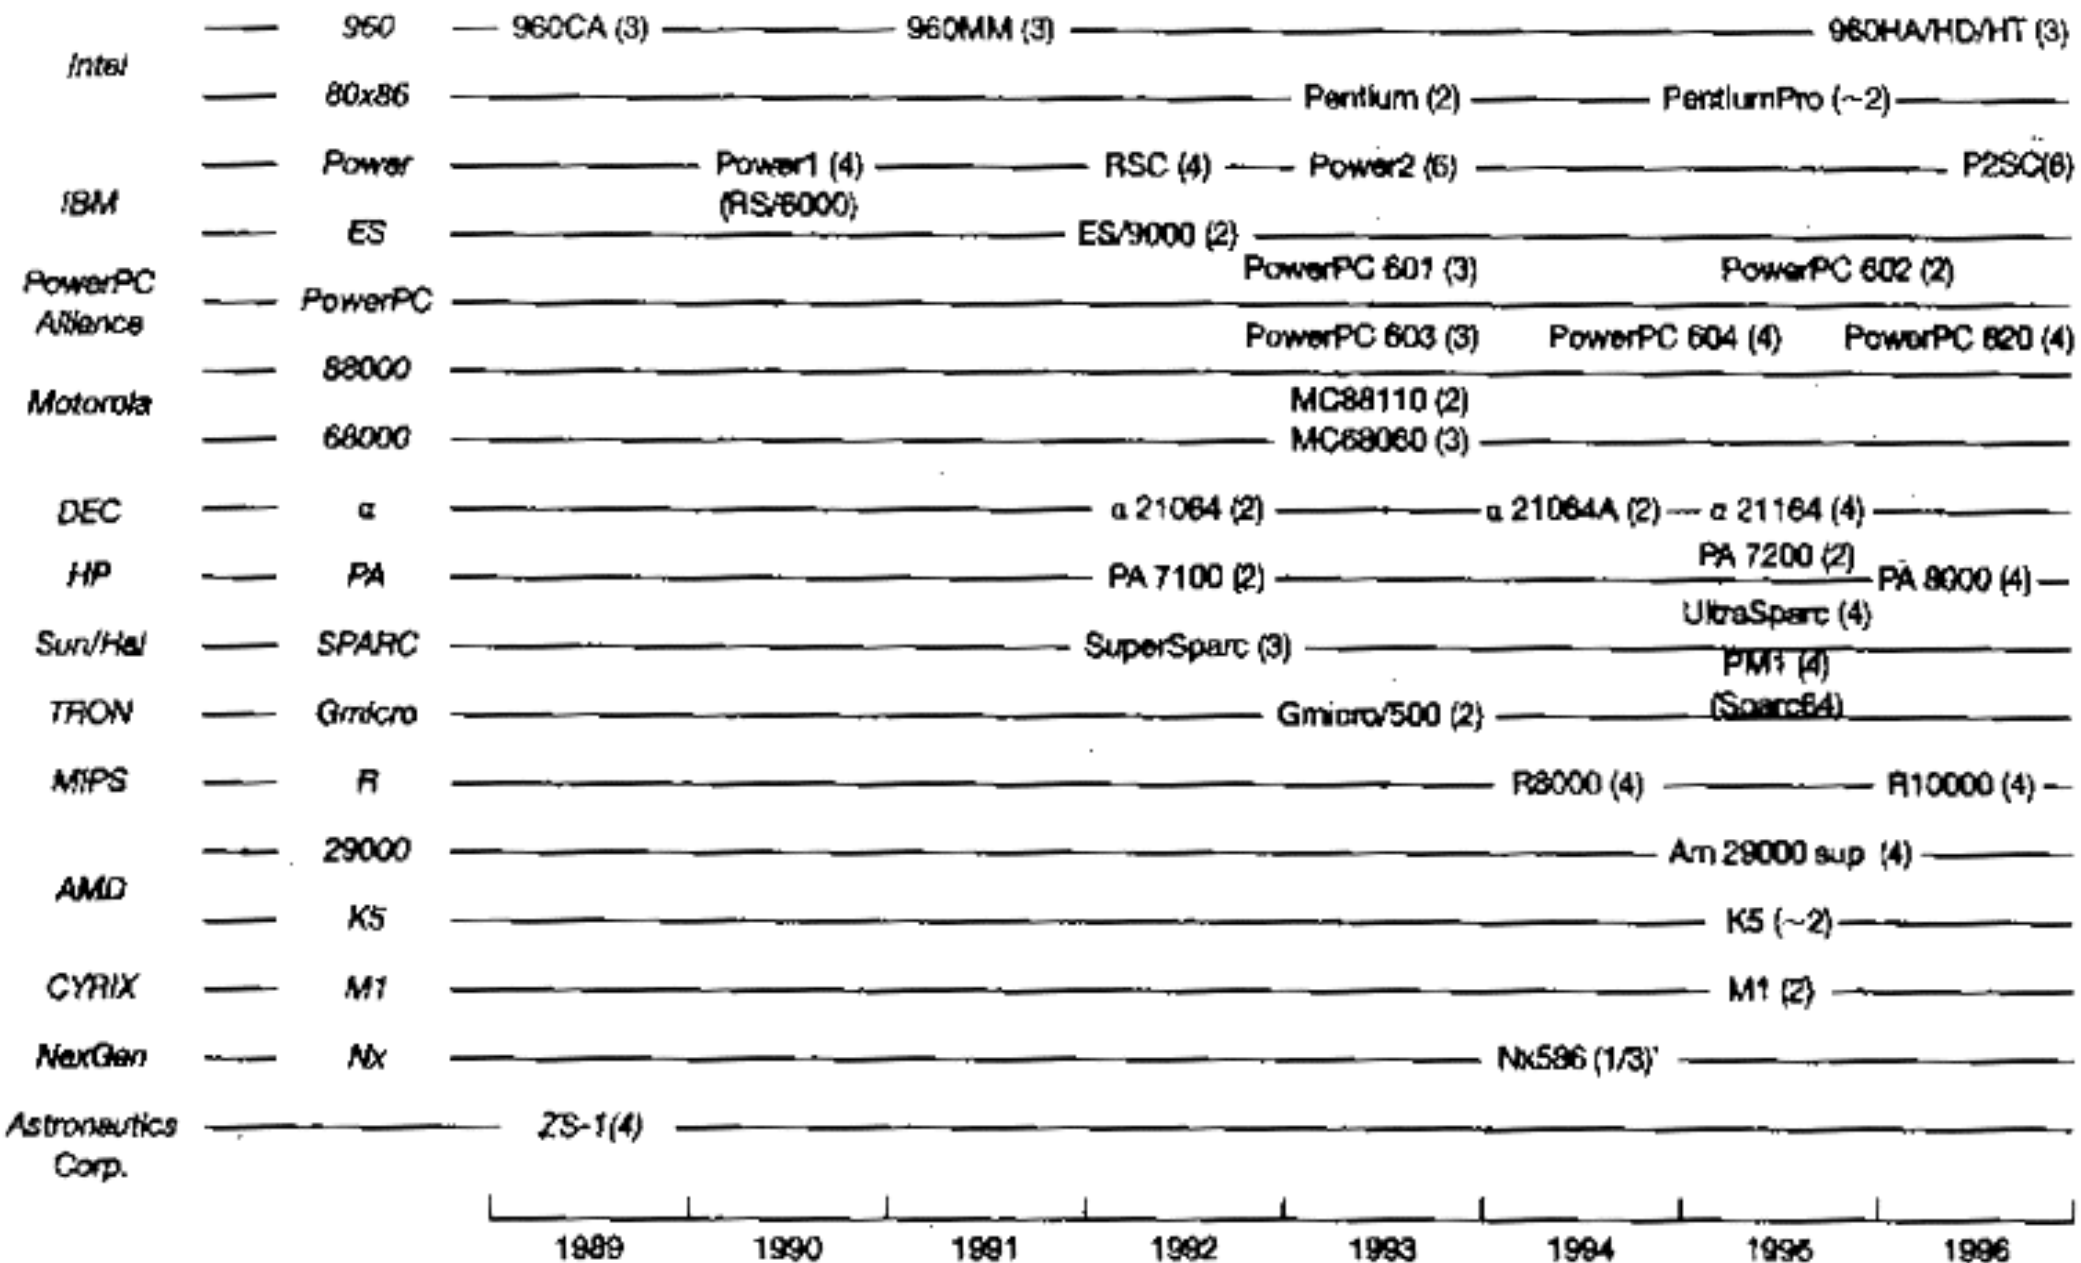 960 960CA (3) 960MM (3) 960HA/HD/HT (3)
Intel
80x86 Pentium (2) PentiumPro (~2)
Power Power1 (4) RSC (4) Power2 (6) P2SC(6)
IBM (RS/6000)
ES ES/9000 (2)
PowerPC PowerPC 601 (3) PowerPC 602 (2)
PowerPC
Alliance PowerPC 603 (3) PowerPC 604 (4) PowerPC 620 (4)
88000
Motorola MC88110 (2)
68000 MC68060 (3)
DEC α α 21064 (2) α 21064A (2) α 21164 (4)
PA 7200 (2)
HP PA PA 7100 (2) PA 8000 (4)
UltraSparc (4)
Sun/Hal SPARC SuperSparc (3)
PM1 (4)
(Sparc64)
TRON Gmicro Gmicro/500 (2)
MIPS R R8000 (4) R10000 (4)
29000 Am 29000 sup (4)
AMD
K5 K5 (~2)
CYRIX M1 M1 (2)
NexGen Nx Nx586 (1/3)*
Astronautics ZS-1(4)
Corp.
1989 1990 1991 1992 1993 1994 1995 1996